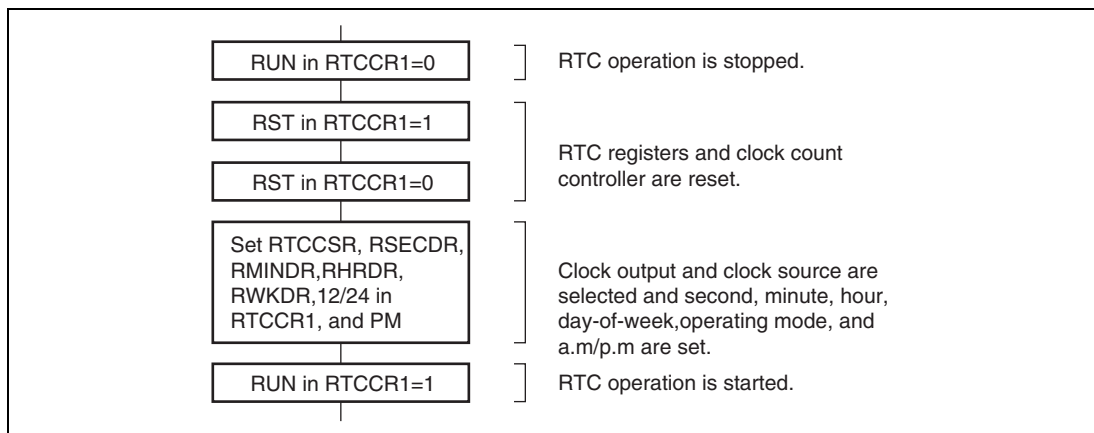 RUN in RTCCR1=0
RTC operation is stopped.
RST in RTCCR1=1
RST in RTCCR1=0
RTC registers and clock count
controller are reset.
Set RTCCSR, RSECDR,
RMINDR,RHRDR,
RWKDR,12/24 in
RTCCR1, and PM
Clock output and clock source are
selected and second, minute, hour,
day-of-week,operating mode, and
a.m/p.m are set.
RUN in RTCCR1=1
RTC operation is started.